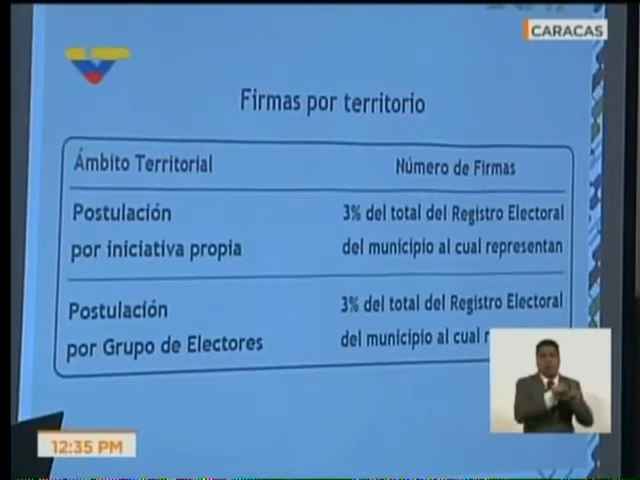 CARACAS
Firmas por territorio
Ámbito Territorial
Número de Firmas
Postulación
por iniciativa propia
3% del total del Registro Electoral
del municipio al cual representan
Postulación
por Grupo de Electores
3% del total del Registro Electoral
del municipio al cual
12:35 PM